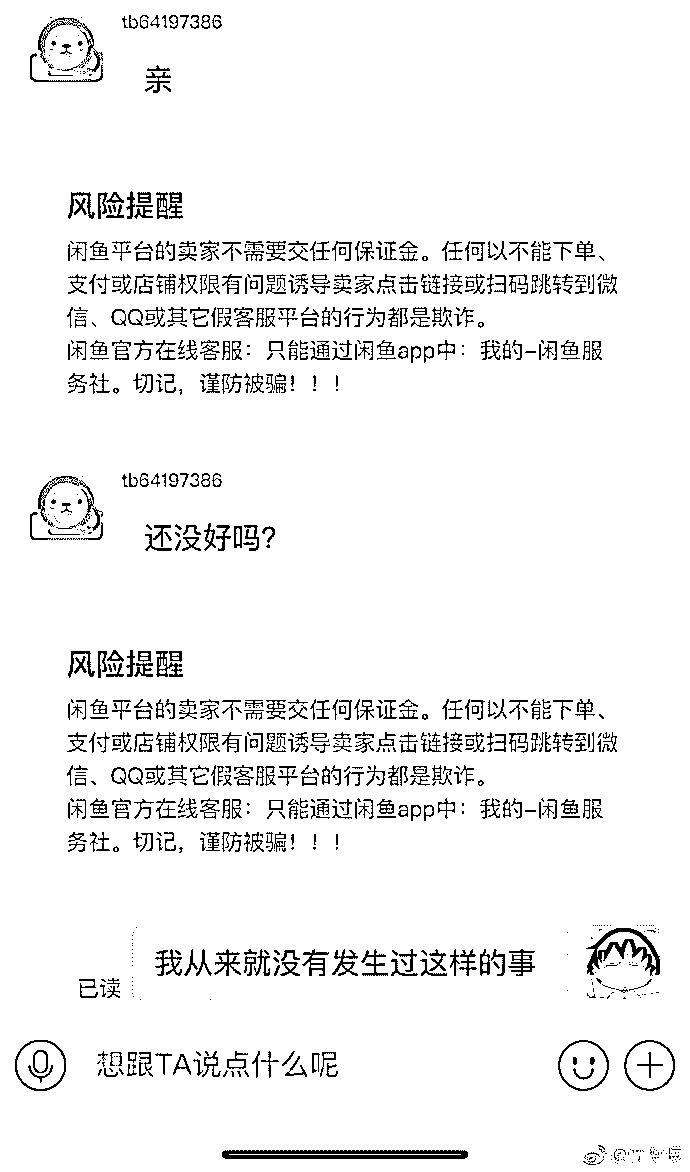 tb64197386
亲
风险提醒
闲鱼平台的卖家不需要交任何保证金。任何以不能下单、
支付或店铺权限有问题诱导卖家点击链接或扫码跳转到微
信、QQ或其它假客服平台的行为都是欺诈。
闲鱼官方在线客服：只能通过闲鱼app中：我的-闲鱼服
务社。切记，谨防被骗！！！
tb64197386
还没好吗?
风险提醒
闲鱼平台的卖家不需要交任何保证金。任何以不能下单、
支付或店铺权限有问题诱导卖家点击链接或扫码跳转到微
信、QQ或其它假客服平台的行为都是欺诈。
闲鱼官方在线客服：只能通过闲鱼app中：我的-闲鱼服
务社。切记，谨防被骗！！！
我从来就没有发生过这样的事
已读
想跟TA说点什么呢